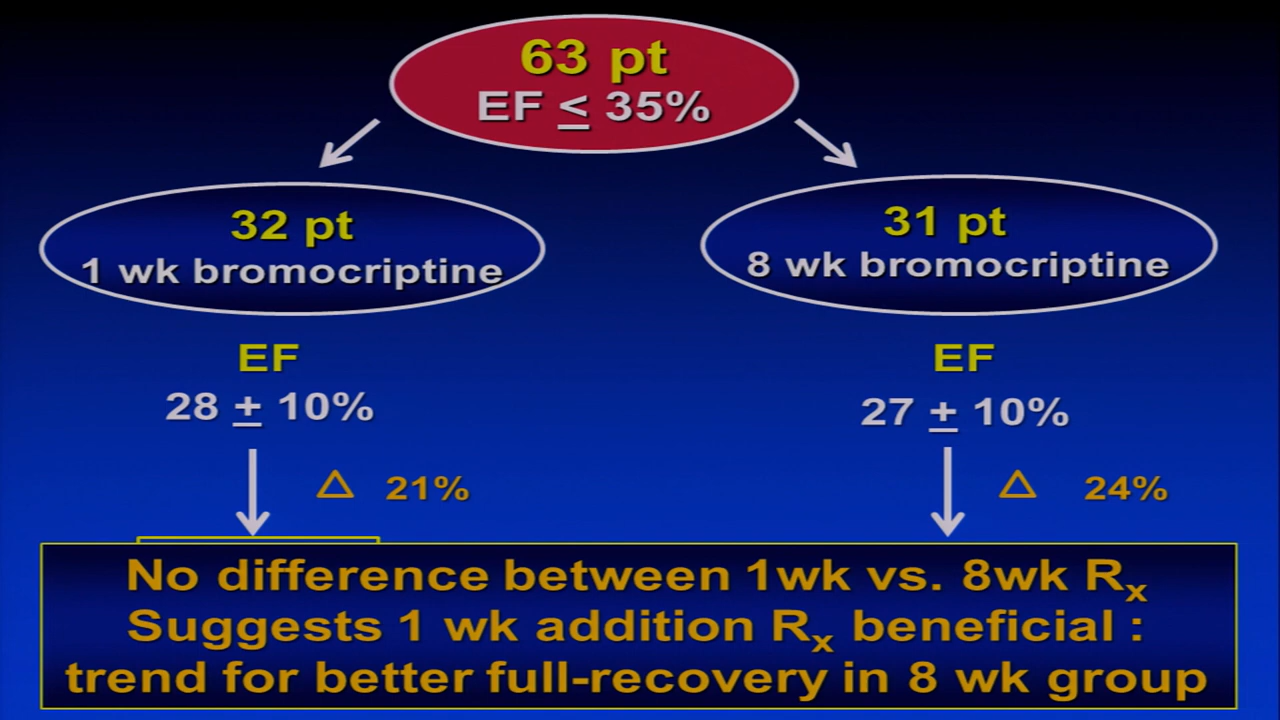 63 pt
EF ≤ 35%
32 pt
1 wk bromocriptine
31 pt
8 wk bromocriptine
EF
28 ± 10%
EF
27 ± 10%
△ 21%
△ 24%
No difference between 1wk vs. 8wk Rx
Suggests 1 wk addition Rx beneficial :
trend for better full-recovery in 8 wk group